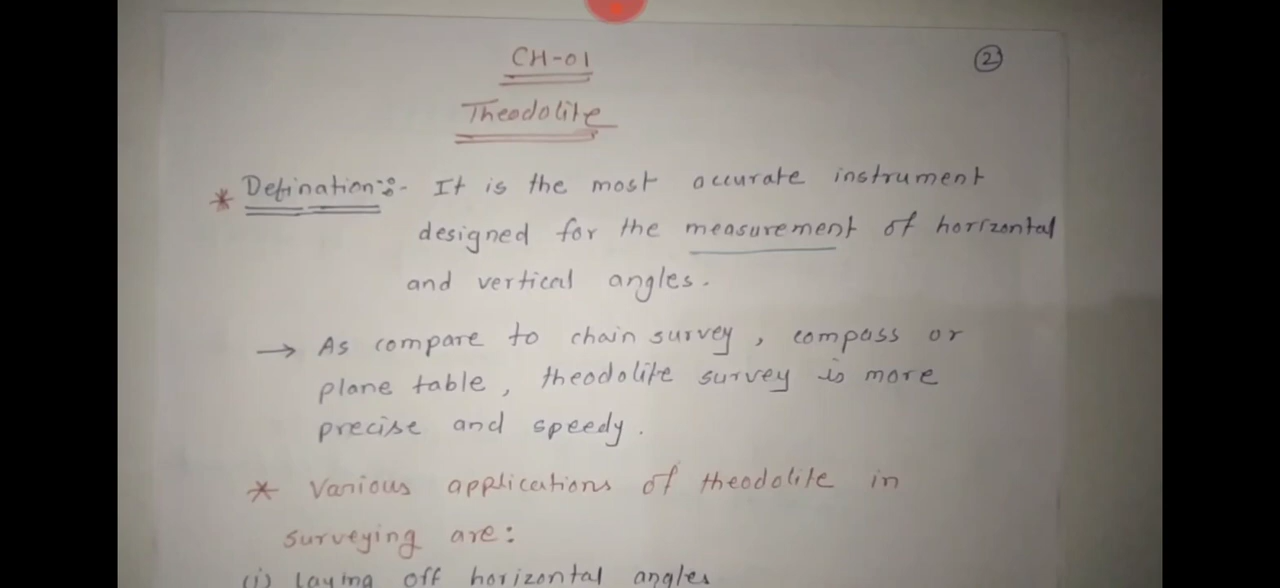 CH-01
2
Theodolite
* Defination:- It is the most accurate instrument
designed for the measurement of horizontal
and vertical angles.
→ As compare to chain survey, compass or
plane table, theodolite survey is more
precise and speedy.
* Various applications of theodolite in
surveying are:
(i) Laying off horizontal angles